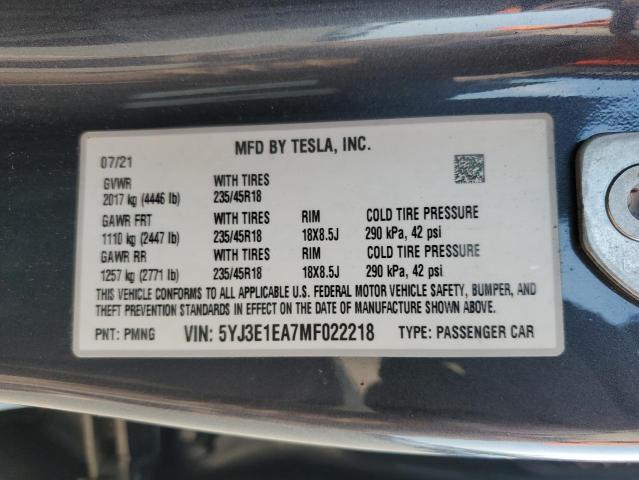 MFD BY TESLA, INC.
07/21
GVWR WITH TIRES
2017 kg (4446 lb) 235/45R18
GAWR FRT WITH TIRES RIM COLD TIRE PRESSURE
1110 kg (2447 lb) 235/45R18 18X8.5J 290 kPa, 42 psi
GAWR RR WITH TIRES RIM COLD TIRE PRESSURE
1257 kg (2771 lb) 235/45R18 18X8.5J 290 kPa, 42 psi
THIS VEHICLE CONFORMS TO ALL APPLICABLE U.S. FEDERAL MOTOR VEHICLE SAFETY, BUMPER, AND
THEFT PREVENTION STANDARDS IN EFFECT ON THE DATE OF MANUFACTURE SHOWN ABOVE.
PNT: PMNG VIN: 5YJ3E1EA7MF022218 TYPE: PASSENGER CAR